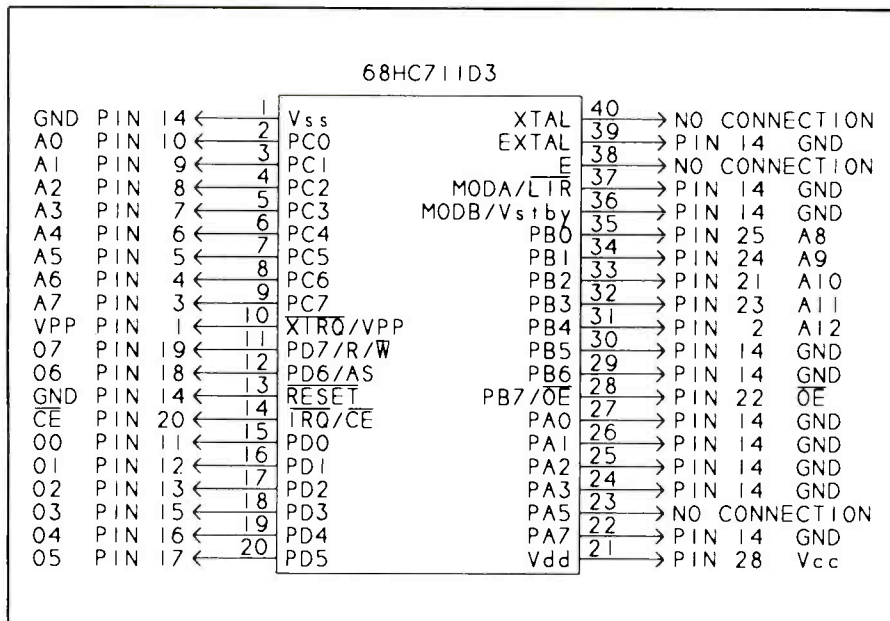 68HC711D3
GND PIN 14 1 Vss XTAL 40 NO CONNECTION
A0 PIN 10 2 PC0 EXTAL 39 PIN 14 GND
A1 PIN 9 3 PC1 E 38 NO CONNECTION
A2 PIN 8 4 PC2 MODA/LIR 37 PIN 14 GND
A3 PIN 7 5 PC3 MODB/Vstby 36 PIN 14 GND
A4 PIN 6 6 PC4 PB0 35 PIN 25 A8
A5 PIN 5 7 PC5 PB1 34 PIN 24 A9
A6 PIN 4 8 PC6 PB2 33 PIN 21 A10
A7 PIN 3 9 PC7 PB3 32 PIN 23 A11
VPP PIN 1 10 XIRQ/VPP PB4 31 PIN 2 A12
O7 PIN 19 11 PD7/R/W PB5 30 PIN 14 GND
O6 PIN 18 12 PD6/AS PB6 29 PIN 14 GND
GND PIN 14 13 RESET PB7/OE 28 PIN 22 OE
CE PIN 20 14 IRQ/CE PA0 27 PIN 14 GND
O0 PIN 11 15 PD0 PA1 26 PIN 14 GND
O1 PIN 12 16 PD1 PA2 25 PIN 14 GND
O2 PIN 13 17 PD2 PA3 24 PIN 14 GND
O3 PIN 15 18 PD3 PA5 23 NO CONNECTION
O4 PIN 16 19 PD4 PA7 22 PIN 14 GND
O5 PIN 17 20 PD5 Vdd 21 PIN 28 Vcc